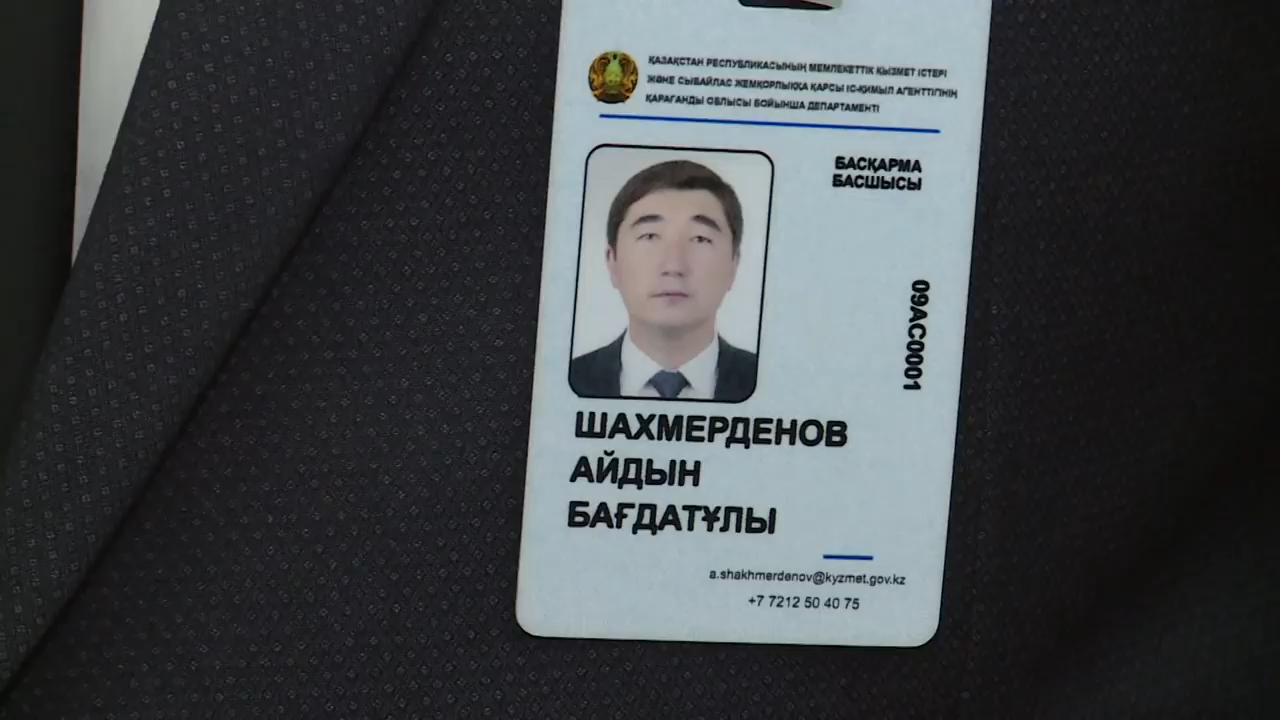 ҚАЗАҚСТАН РЕСПУБЛИКАСЫНЫҢ МЕМЛЕКЕТТІК ҚЫЗМЕТ ІСТЕРІ
ЖӘНЕ СЫБАЙЛАС ЖЕМҚОРЛЫҚҚА ҚАРСЫ ІС-ҚИМЫЛ АГЕНТТІГІНІҢ
ҚАРАҒАНДЫ ОБЛЫСЫ БОЙЫНША ДЕПАРТАМЕНТІ
БАСҚАРМА
БАСШЫСЫ
09АС0001
ШАХМЕРДЕНОВ
АЙДЫН
БАҒДАТҰЛЫ
a.shakhmerdenov@kyzmet.gov.kz
+7 7212 50 40 75